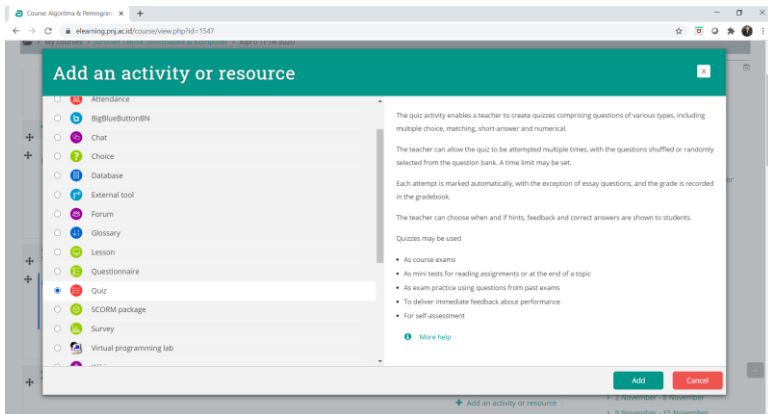 Course: Algoritma & Pemrogram
elearning.pnj.ac.id/course/view.php?id=1547
My courses > Jurusan Teknik Informatika & Komputer > Alpro TI-1A 2020
Add an activity or resource
Attendance
BigBlueButtonBN
Chat
Choice
Database
External tool
Forum
Glossary
Lesson
Questionnaire
Quiz
SCORM package
Survey
Virtual programming lab
The quiz activity enables a teacher to create quizzes comprising questions of various types, including
multiple choice, matching, short-answer and numerical.
The teacher can allow the quiz to be attempted multiple times, with the questions shuffled or randomly
selected from the question bank. A time limit may be set.
Each attempt is marked automatically, with the exception of essay questions, and the grade is recorded
in the gradebook.
The teacher can choose when and if hints, feedback and correct answers are shown to students.
Quizzes may be used
• As course exams
• As mini tests for reading assignments or at the end of a topic
• As exam practice using questions from past exams
• To deliver immediate feedback about performance
• For self-assessment
More help
Add
Cancel
Add an activity or resource
> 2 November - 8 November
> 9 November - 15 November